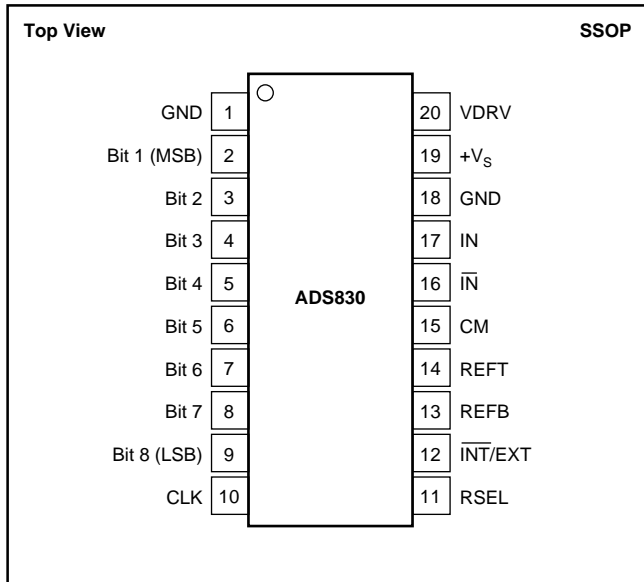 Top View SSOP
GND 1 20 VDRV
Bit 1 (MSB) 2 19 +VS
Bit 2 3 18 GND
Bit 3 4 17 IN
Bit 4 5 16 I̅N̅
Bit 5 6 15 CM
Bit 6 7 14 REFT
Bit 7 8 13 REFB
Bit 8 (LSB) 9 12 I̅N̅T̅/EXT
CLK 10 11 RSEL
ADS830